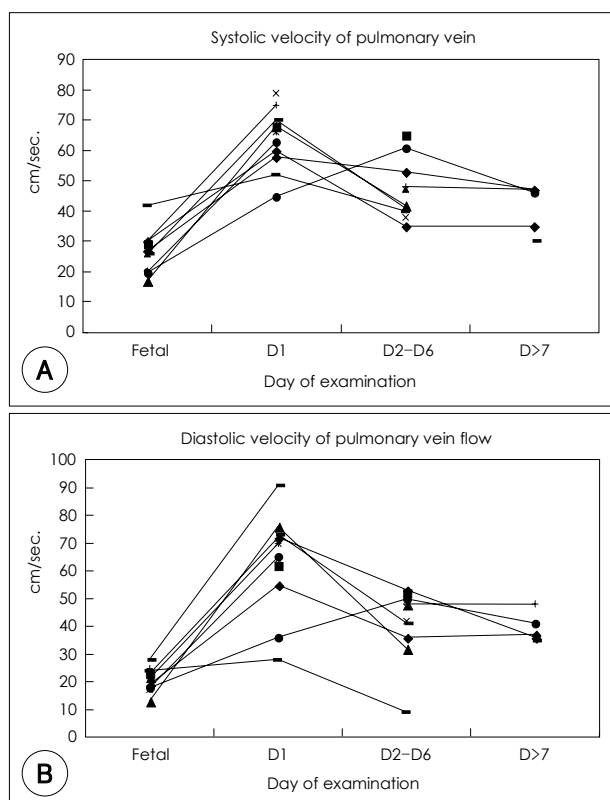 Systolic velocity of pulmonary vein
90
80
70
60
50
40
30
20
10
0
cm/sec.
Fetal D1 D2–D6 D>7
Day of examination
A
Diastolic velocity of pulmonary vein flow
100
90
80
70
60
50
40
30
20
10
0
cm/sec.
Fetal D1 D2–D6 D>7
Day of examination
B